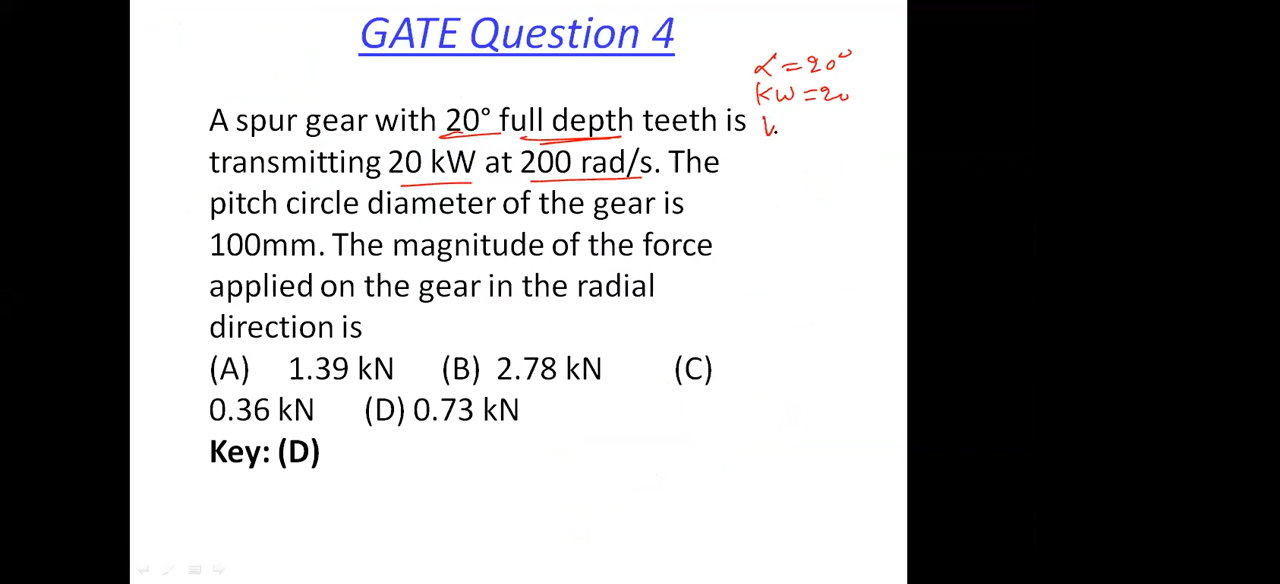 GATE Question 4
α = 20°
KW = 20
A spur gear with 20° full depth teeth is
transmitting 20 kW at 200 rad/s. The
pitch circle diameter of the gear is
100mm. The magnitude of the force
applied on the gear in the radial
direction is
(A) 1.39 kN (B) 2.78 kN (C)
0.36 kN (D) 0.73 kN
Key: (D)